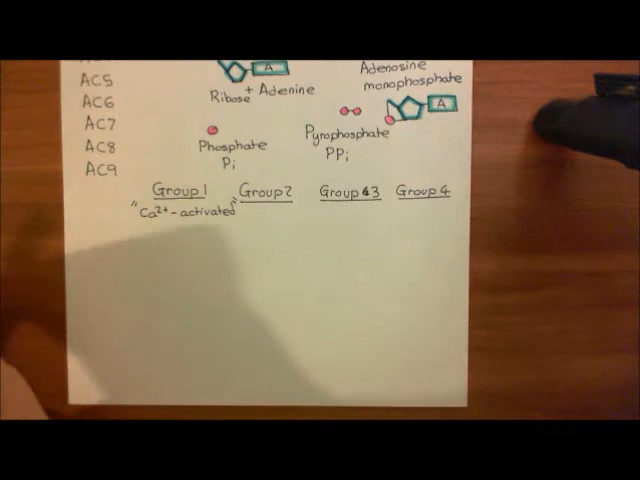 AC5
AC6
AC7
AC8
AC9
A
Ribose + Adenine
Adenosine
monophosphate
A
Phosphate
Pi
Pyrophosphate
PPi
Group 1
"Ca2+-activated"
Group 2
Group 3
Group 4